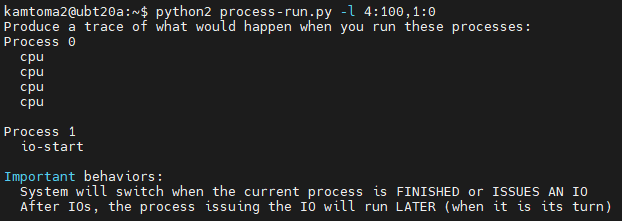 kamtoma2@ubt20a:~$ python2 process-run.py -l 4:100,1:0
Produce a trace of what would happen when you run these processes:
Process 0
  cpu
  cpu
  cpu
  cpu

Process 1
  io-start

Important behaviors:
  System will switch when the current process is FINISHED or ISSUES AN IO
  After IOs, the process issuing the IO will run LATER (when it is its turn)